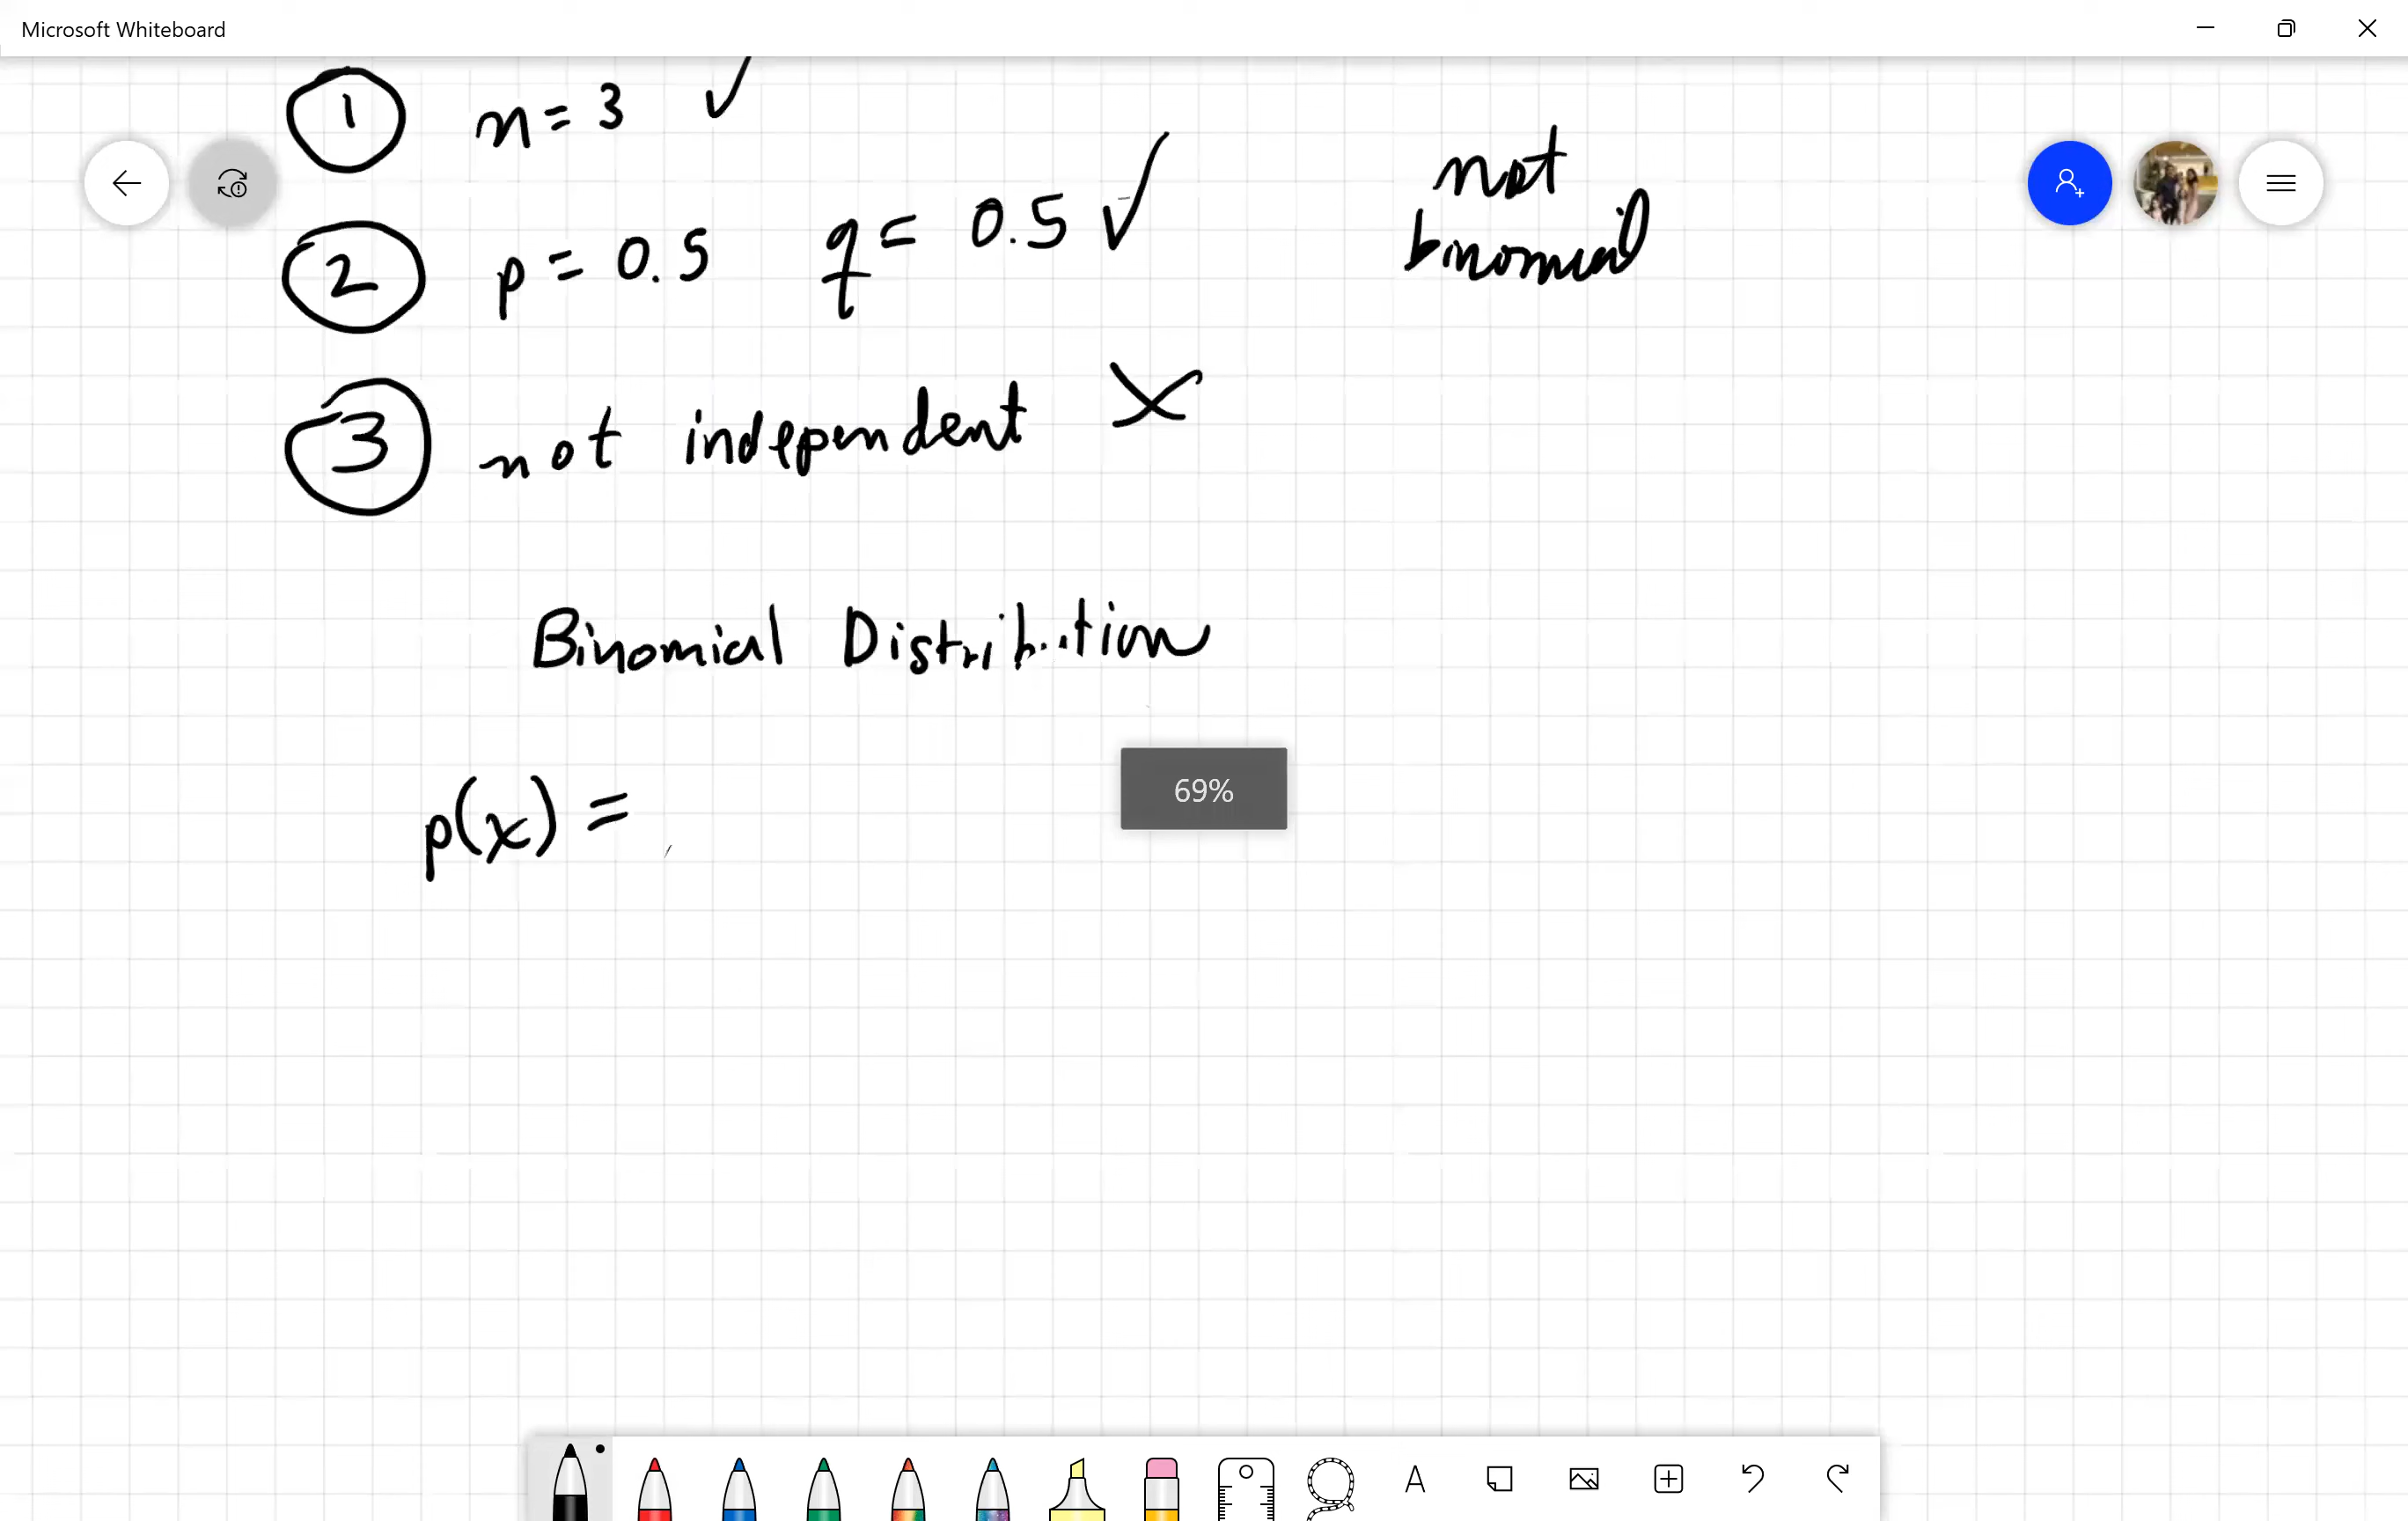 Microsoft Whiteboard
1 n = 3 ✓
2 p = 0.5 q = 0.5 ✓
not
binomial
3 not independent X
Binomial Distribution
69%
p(x) =
A